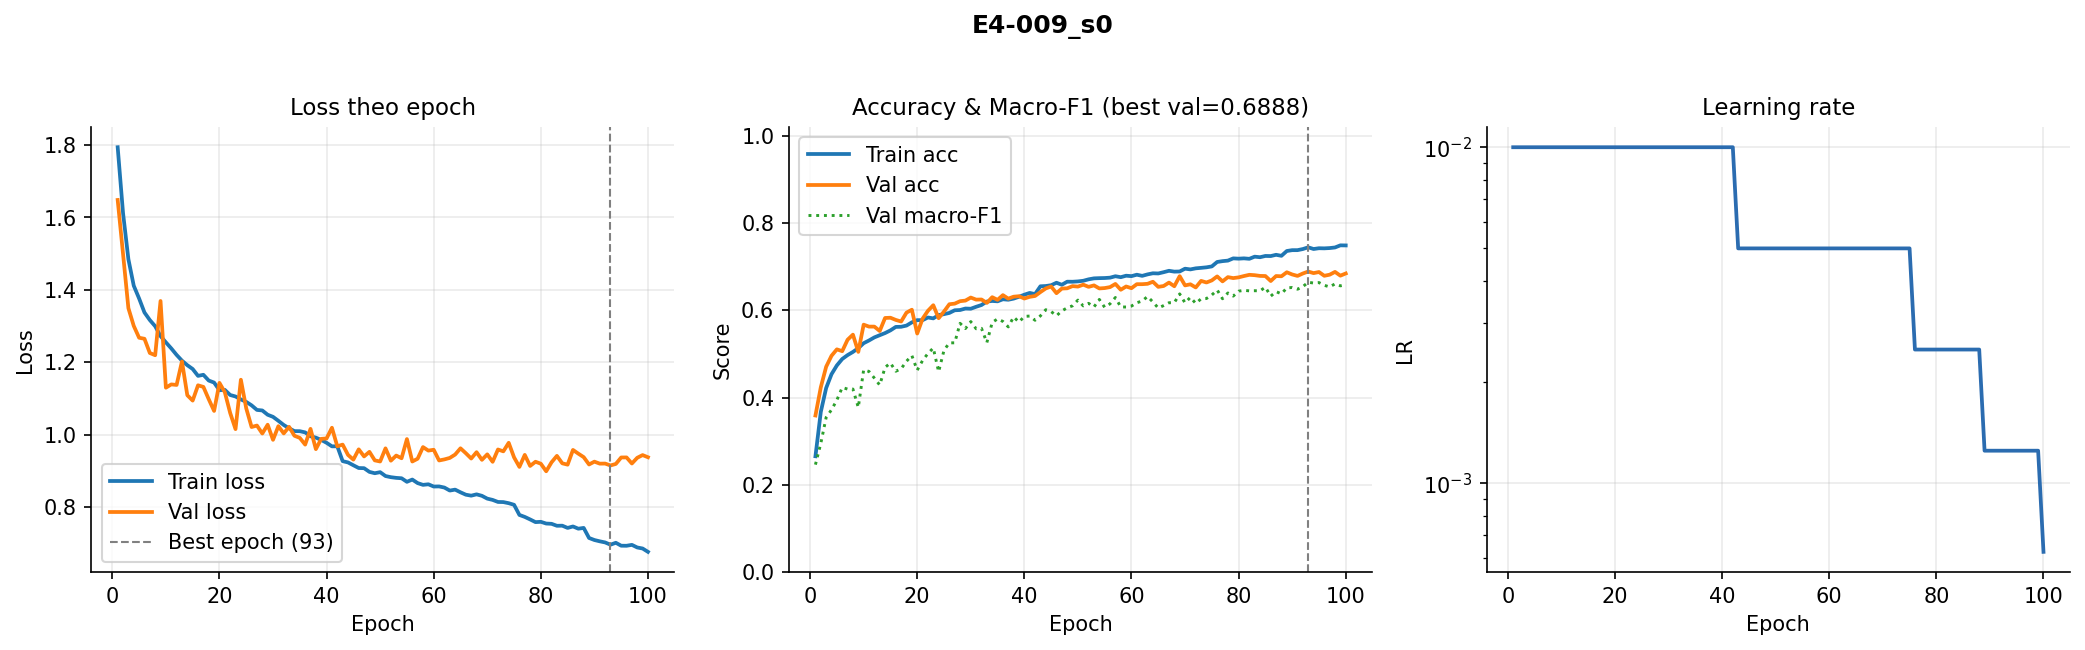 E4-009_s0
Loss theo epoch
1.8
1.6
1.4
1.2
1.0
0.8
Loss
Train loss
Val loss
Best epoch (93)
0 20 40 60 80 100
Epoch
Accuracy & Macro-F1 (best val=0.6888)
1.0
0.8
0.6
0.4
0.2
0.0
Score
Train acc
Val acc
Val macro-F1
0 20 40 60 80 100
Epoch
Learning rate
10⁻²
10⁻³
LR
0 20 40 60 80 100
Epoch